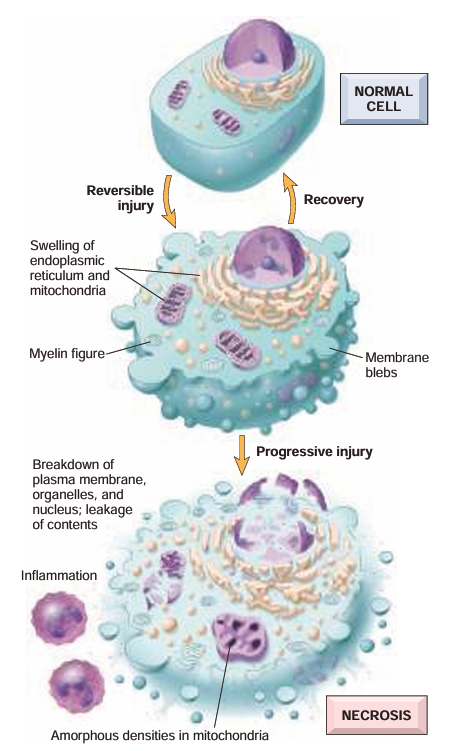 NORMAL
CELL
Reversible
injury
Recovery
Swelling of
endoplasmic
reticulum and
mitochondria
Myelin figure
Membrane
blebs
Progressive injury
Breakdown of
plasma membrane,
organelles, and
nucleus; leakage
of contents
Inflammation
NECROSIS
Amorphous densities in mitochondria